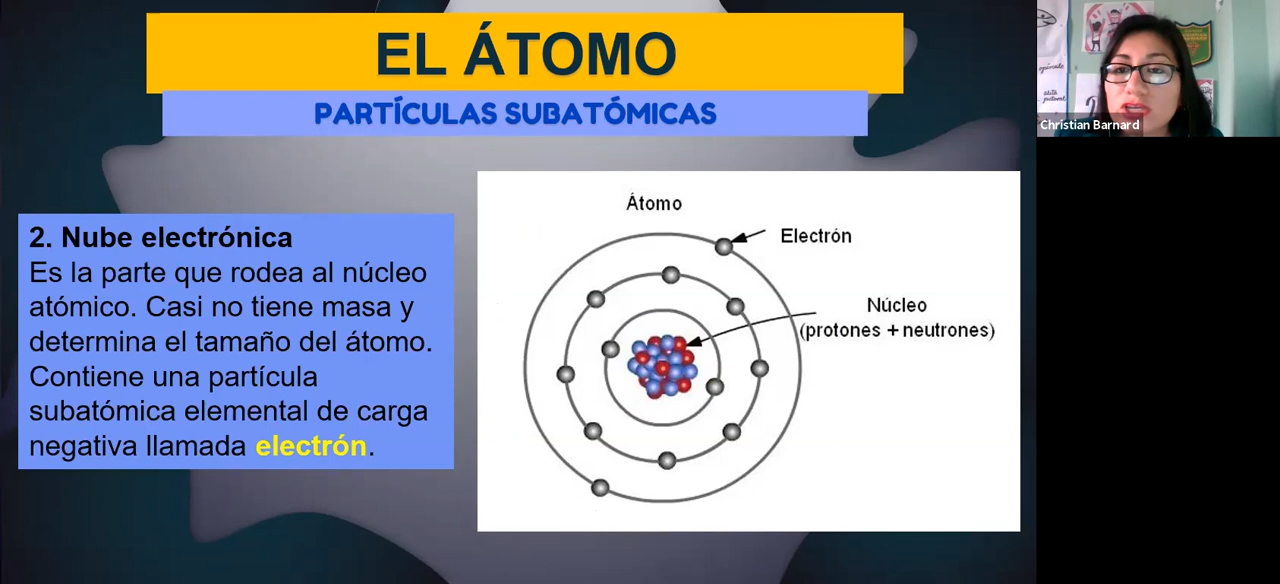 EL ÁTOMO
PARTÍCULAS SUBATÓMICAS
Christian Barnard
2. Nube electrónica
Es la parte que rodea al núcleo
atómico. Casi no tiene masa y
determina el tamaño del átomo.
Contiene una partícula
subatómica elemental de carga
negativa llamada electrón.
Átomo
Electrón
Núcleo
(protones + neutrones)